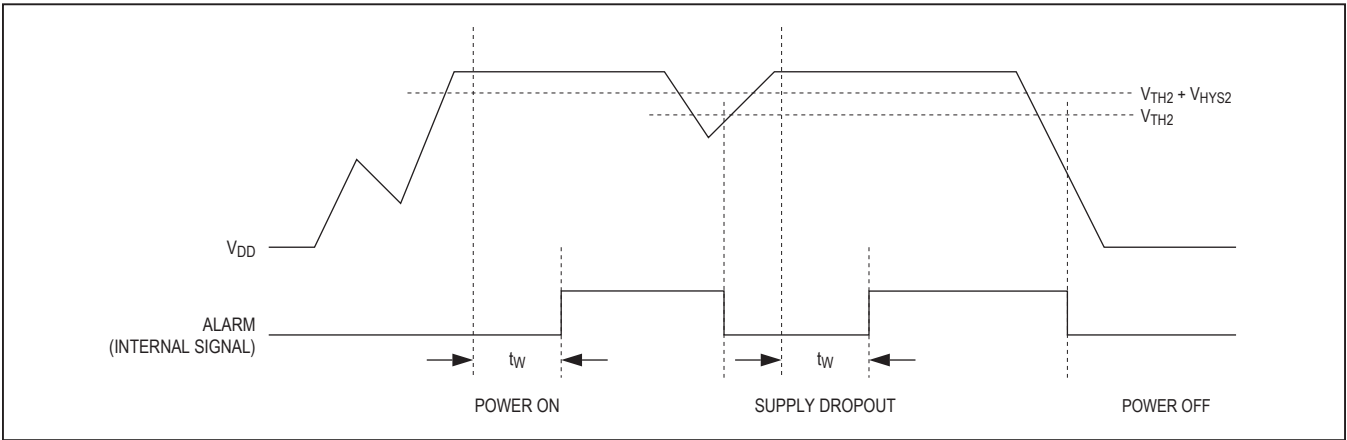 VTH2 + VHYS2
VTH2
VDD
ALARM
(INTERNAL SIGNAL)
tW
tW
POWER ON
SUPPLY DROPOUT
POWER OFF